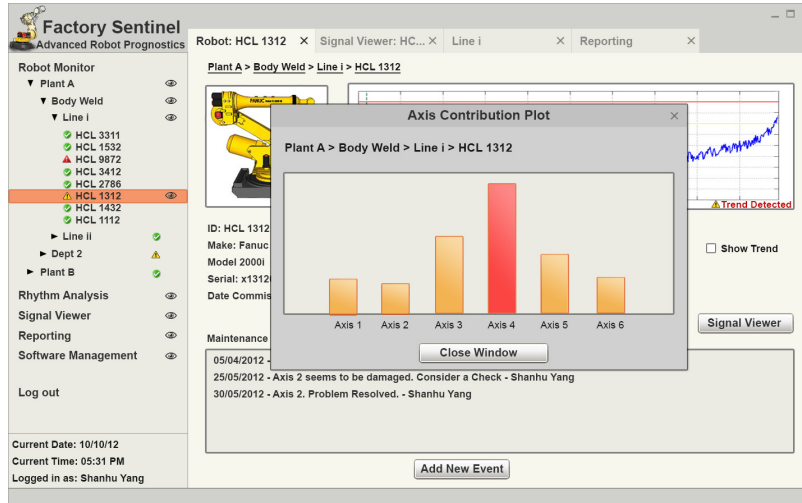 Factory Sentinel
Advanced Robot Prognostics
Robot: HCL 1312
Signal Viewer: HC...
Line i
Reporting
Robot Monitor
Plant A
Body Weld
Line i
HCL 3311
HCL 1532
HCL 9872
HCL 3412
HCL 2786
HCL 1312
HCL 1432
HCL 1112
Line ii
Dept 2
Plant B
Rhythm Analysis
Signal Viewer
Reporting
Software Management
Log out
Current Date: 10/10/12
Current Time: 05:31 PM
Logged in as: Shanhu Yang
Plant A > Body Weld > Line i > HCL 1312
FANUC
Trend Detected
ID: HCL 1312
Make: Fanuc
Model 2000i
Serial: x1312
Date Commis
Show Trend
Signal Viewer
Axis Contribution Plot
Plant A > Body Weld > Line i > HCL 1312
Axis 1 Axis 2 Axis 3 Axis 4 Axis 5 Axis 6
Close Window
Maintenance
05/04/2012 -
25/05/2012 - Axis 2 seems to be damaged. Consider a Check - Shanhu Yang
30/05/2012 - Axis 2. Problem Resolved. - Shanhu Yang
Add New Event